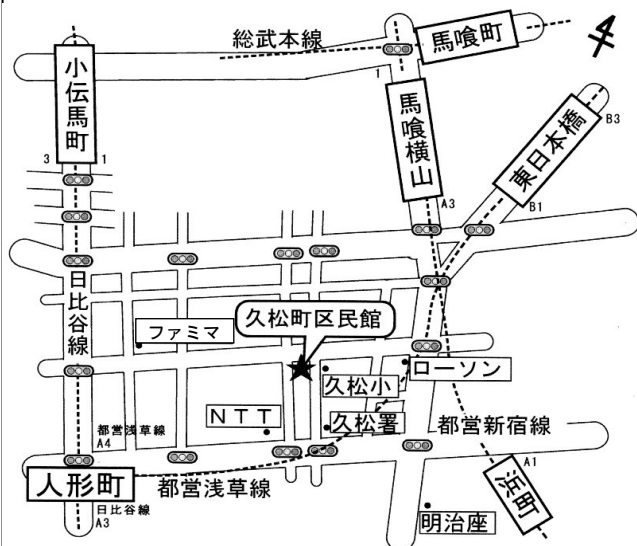 総武本線
馬喰町
小伝馬町
1
馬喰横山
東日本橋
B3
3
1
A3
B1
日比谷線
久松町区民館
ファミマ
久松小
ローソン
NTT
久松署
都営浅草線
A4
都営新宿線
人形町
都営浅草線
A1
浜町
日比谷線
A3
明治座